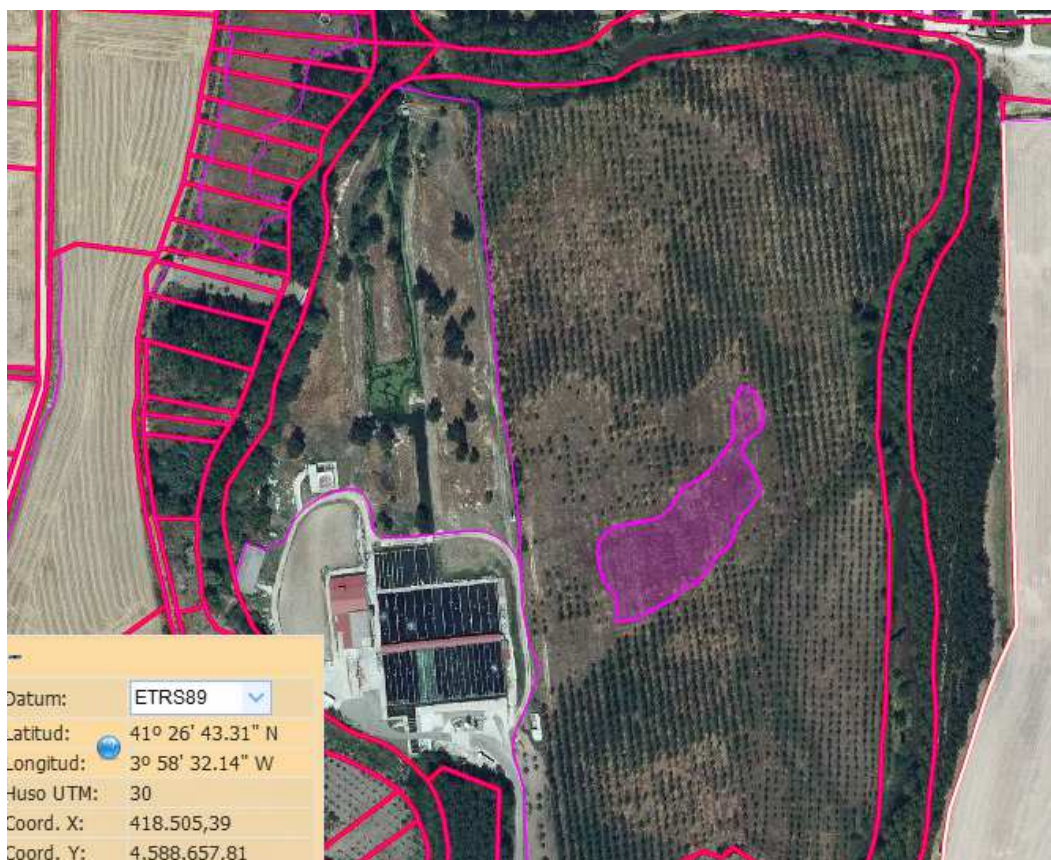 Datum: ETRS89
Latitud: 41º 26' 43.31" N
Longitud: 3º 58' 32.14" W
Huso UTM: 30
Coord. X: 418.505,39
Coord. Y: 4.588.657,81